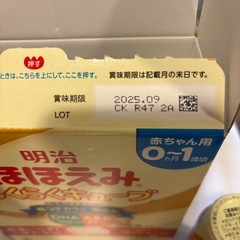 押す
ときは、こちらを上にして、ここを押す。
賞味期限は記載月の末日です。
賞味期限 2025.09
LOT CK R47 2A
明治
ほほえみ
らくらくキューブ
赤ちゃん用
0ヵ月~1歳頃
DHA ARA